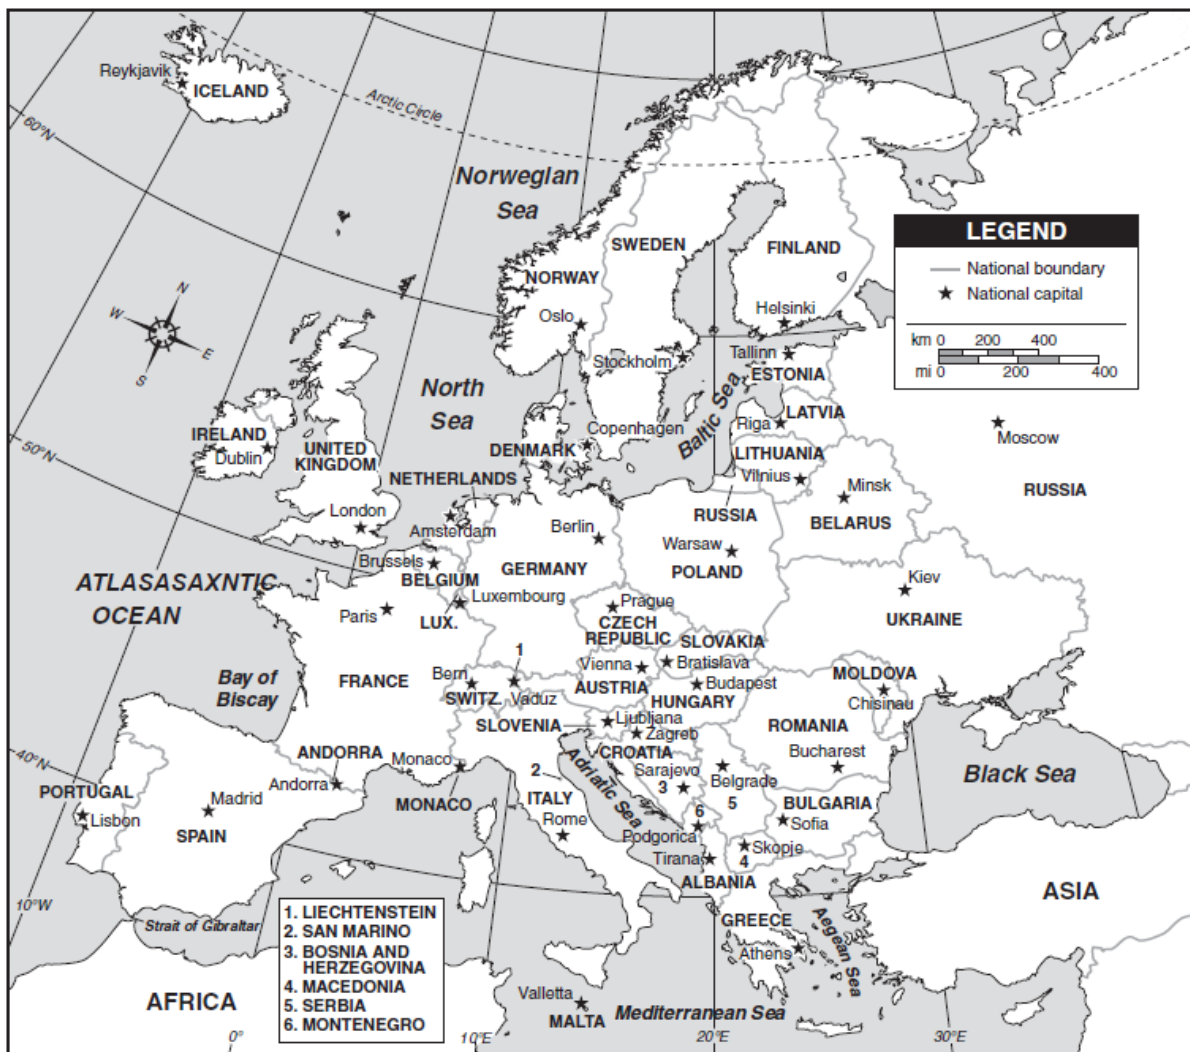 Reykjavik
ICELAND
Arctic Circle
60°N
Norwegian
Sea
SWEDEN
FINLAND
NORWAY
Oslo
Helsinki
Stockholm
Tallinn
ESTONIA
LEGEND
National boundary
National capital
km 0 200 400
mi 0 200 400
N
W
E
S
North
Sea
Baltic Sea
LATVIA
Riga
Moscow
IRELAND
Dublin
UNITED
KINGDOM
DENMARK
Copenhagen
50°N
NETHERLANDS
LITHUANIA
Vilnius
Minsk
RUSSIA
BELARUS
RUSSIA
London
Amsterdam
Berlin
Warsaw
Brussels
BELGIUM
GERMANY
POLAND
Kiev
UKRAINE
ATLASASAXNTIC
OCEAN
Paris
Luxembourg
LUX.
Prague
CZECH
REPUBLIC
SLOVAKIA
1
Vienna
Bratislava
Bay of
Biscay
FRANCE
Bern
SWITZ.
Vaduz
AUSTRIA
Budapest
HUNGARY
MOLDOVA
Chisinau
SLOVENIA
Ljubljana
Zagreb
ROMANIA
CROATIA
Bucharest
40°N
ANDORRA
Andorra
Monaco
MONACO
2
Adriatic Sea
Sarajevo
3
Belgrade
5
Black Sea
PORTUGAL
Lisbon
Madrid
SPAIN
ITALY
Rome
6
Podgorica
BULGARIA
Sofia
Tirana
Skopje
4
ALBANIA
ASIA
10°W
Strait of Gibraltar
GREECE
Athens
Aegean Sea
1. LIECHTENSTEIN
2. SAN MARINO
3. BOSNIA AND
HERZEGOVINA
4. MACEDONIA
5. SERBIA
6. MONTENEGRO
AFRICA
Valletta
MALTA
Mediterranean Sea
0°
10°E
20°E
30°E